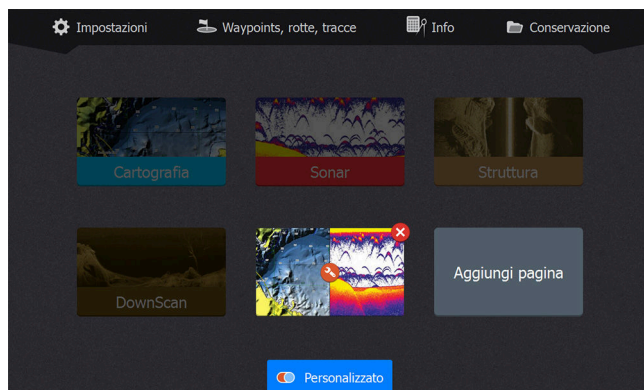 Impostazioni
Waypoints, rotte, tracce
Info
Conservazione
Cartografia
Sonar
Struttura
DownScan
Aggiungi pagina
Personalizzato